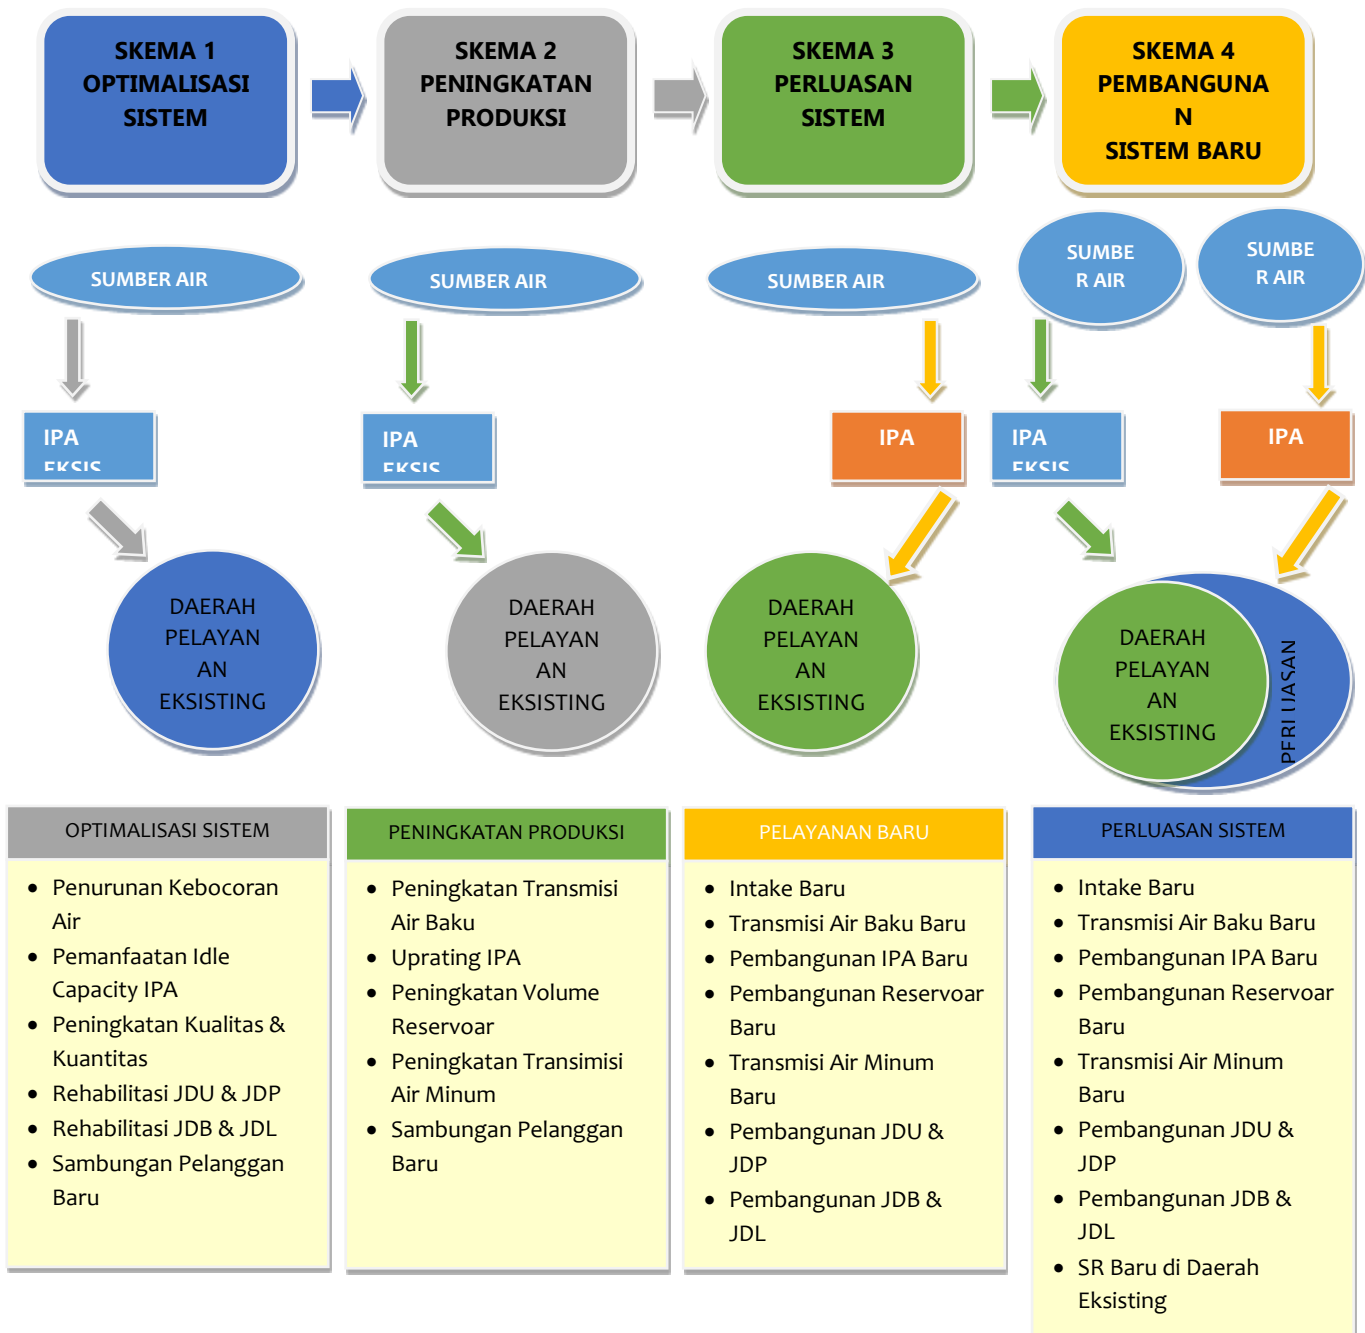 SKEMA 1
OPTIMALISASI
SISTEM
SKEMA 2
PENINGKATAN
PRODUKSI
SKEMA 3
PERLUASAN
SISTEM
SKEMA 4
PEMBANGUNA
N
SISTEM BARU
SUMBER AIR
SUMBER AIR
SUMBER AIR
SUMBE
R AIR
SUMBE
R AIR
IPA
EKSIS
IPA
EKSIS
IPA
IPA
EKSIS
IPA
DAERAH
PELAYAN
AN
EKSISTING
DAERAH
PELAYAN
AN
EKSISTING
DAERAH
PELAYAN
AN
EKSISTING
DAERAH
PELAYAN
AN
EKSISTING
PERLUASAN
OPTIMALISASI SISTEM
• Penurunan Kebocoran
Air
• Pemanfaatan Idle
Capacity IPA
• Peningkatan Kualitas &
Kuantitas
• Rehabilitasi JDU & JDP
• Rehabilitasi JDB & JDL
• Sambungan Pelanggan
Baru
PENINGKATAN PRODUKSI
• Peningkatan Transmisi
Air Baku
• Uprating IPA
• Peningkatan Volume
Reservoar
• Peningkatan Transimisi
Air Minum
• Sambungan Pelanggan
Baru
PELAYANAN BARU
• Intake Baru
• Transmisi Air Baku Baru
• Pembangunan IPA Baru
• Pembangunan Reservoar
Baru
• Transmisi Air Minum
Baru
• Pembangunan JDU &
JDP
• Pembangunan JDB &
JDL
PERLUASAN SISTEM
• Intake Baru
• Transmisi Air Baku Baru
• Pembangunan IPA Baru
• Pembangunan Reservoar
Baru
• Transmisi Air Minum
Baru
• Pembangunan JDU &
JDP
• Pembangunan JDB &
JDL
• SR Baru di Daerah
Eksisting